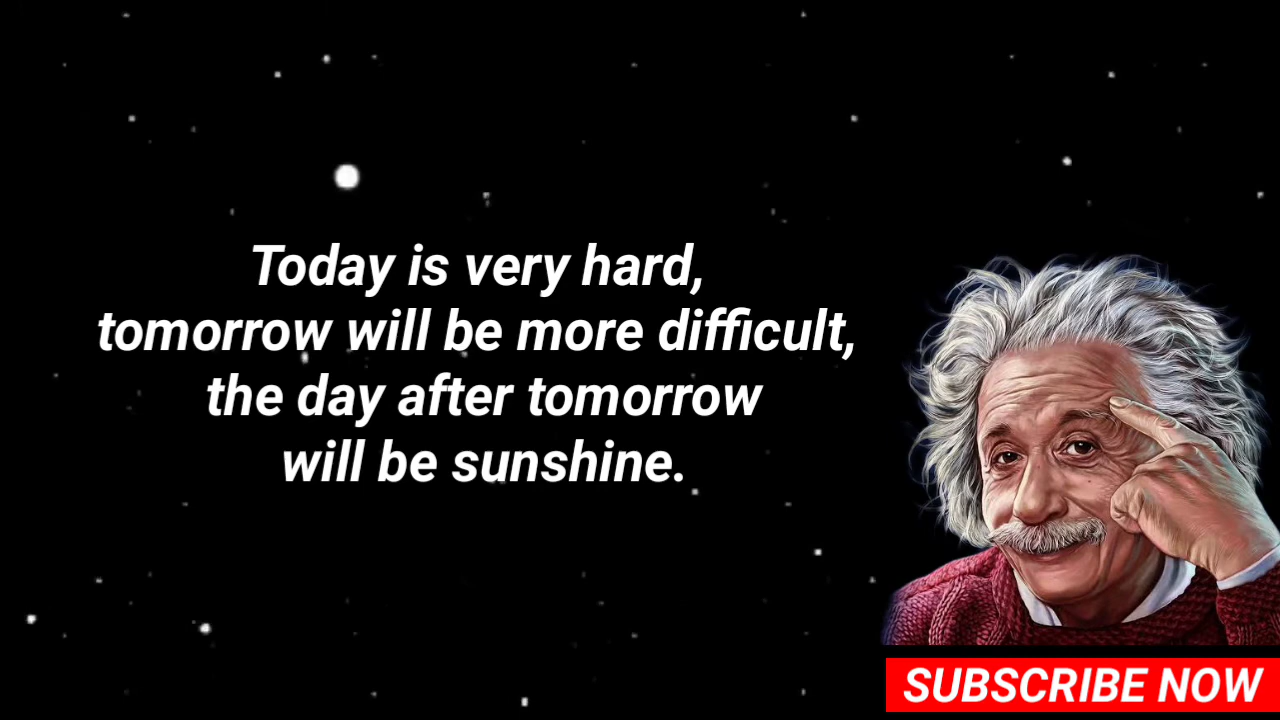 Today is very hard,
tomorrow will be more difficult,
the day after tomorrow
will be sunshine.
SUBSCRIBE NOW